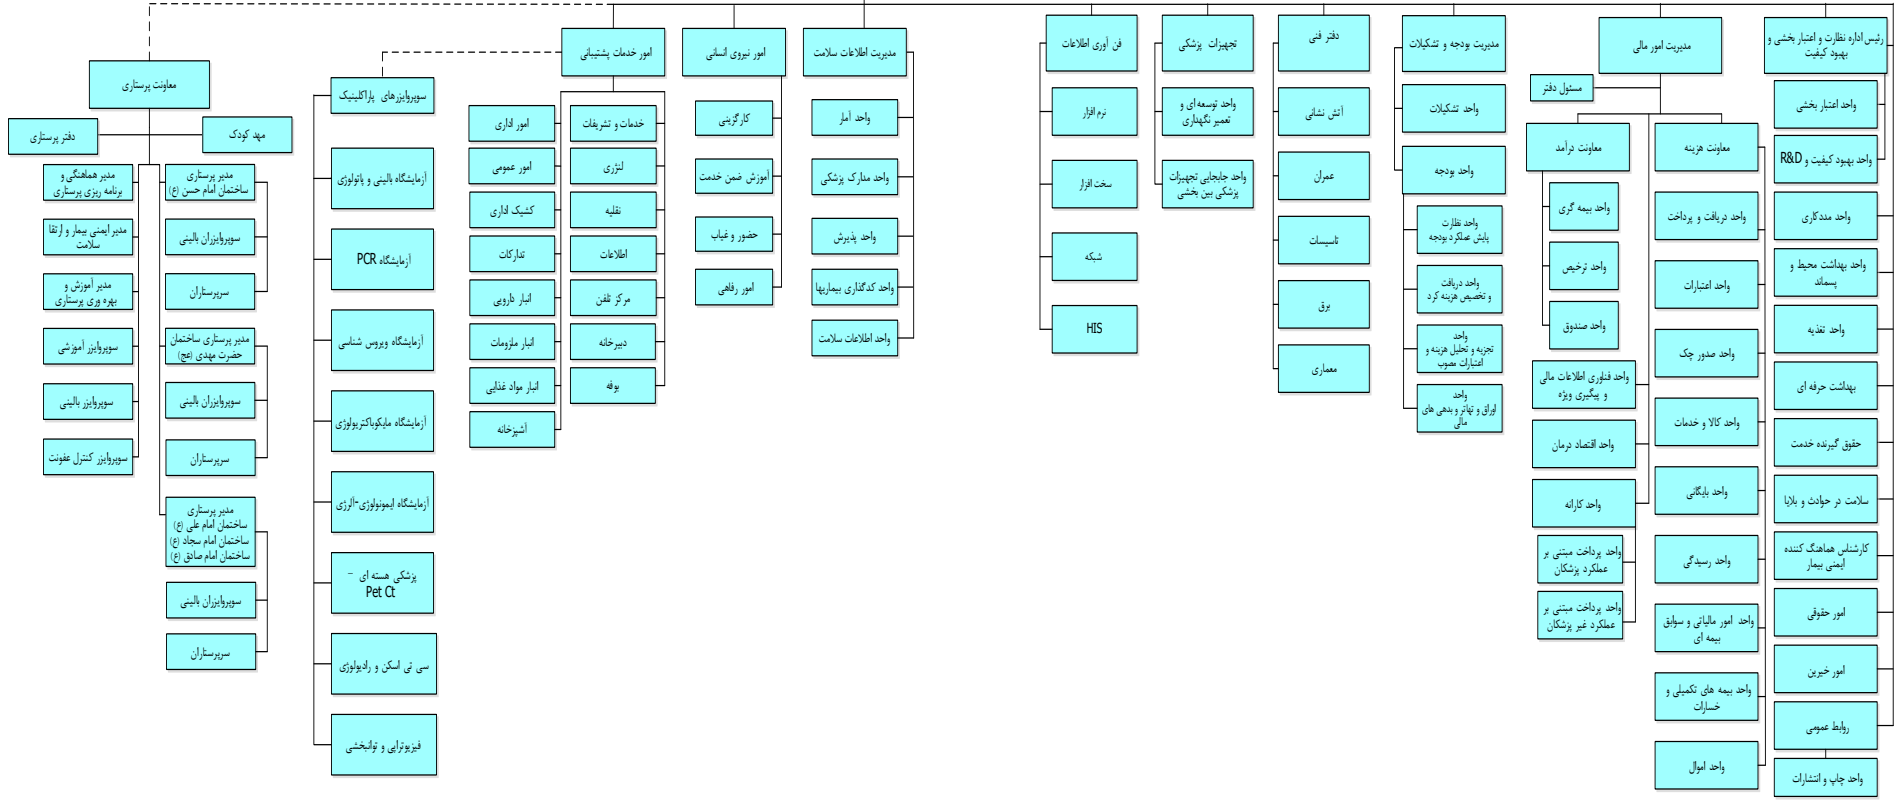 رئیس اداره نظارت و اعتبار بخشی و
بهبود کیفیت
واحد اعتبار بخشی
واحد بهبود کیفیت و R&D
واحد مددکاری
واحد بهداشت محیط و
پسماند
واحد تغذیه
بهداشت حرفه ای
حقوق گیرنده خدمت
سلامت در حوادث و بلایا
کارشناس هماهنگ کننده
ایمنی بیمار
امور حقوقی
امور خیرین
روابط عمومی
واحد چاپ و انتشارات
مدیریت امور مالی
مسئول دفتر
معاونت هزینه
واحد دریافت و پرداخت
واحد اعتبارات
واحد صدور چک
واحد کالا و خدمات
واحد بایگانی
واحد رسیدگی
واحد امور مالیاتی و سوابق
بیمه ای
واحد بیمه های تکمیلی و
خسارات
واحد اموال
معاونت درآمد
واحد بیمه گری
واحد ترخیص
واحد صندوق
واحد فناوری اطلاعات مالی
و پیگیری ویژه
واحد اقتصاد درمان
واحد کارانه
واحد پرداخت مبتنی بر
عملکرد پزشکان
واحد پرداخت مبتنی بر
عملکرد غیر پزشکان
مدیریت بودجه و تشکیلات
واحد تشکیلات
واحد بودجه
واحد نظارت
پایش عملکرد بودجه
واحد دریافت
و تخصیص هزینه کرد
واحد
تجزیه و تحلیل هزینه و
اعتبارات مصوب
واحد
اوراق و تهاتر و بدهی های
مالی
دفتر فنی
آتش نشانی
عمران
تاسیسات
برق
معماری
تجهیزات پزشکی
واحد توسعه ای و
تعمیر نگهداری
واحد جابجایی تجهیزات
پزشکی بین بخشی
فن آوری اطلاعات
نرم افزار
سخت افزار
شبکه
HIS
مدیریت اطلاعات سلامت
واحد آمار
واحد مدارک پزشکی
واحد پذیرش
واحد کدگذاری بیماریها
واحد اطلاعات سلامت
امور نیروی انسانی
کارگزینی
آموزش ضمن خدمت
حضور و غیاب
امور رفاهی
امور خدمات پشتیبانی
خدمات و تشریفات
لنژری
نقلیه
اطلاعات
مرکز تلفن
دبیرخانه
بوفه
امور اداری
امور عمومی
کشیک اداری
تدارکات
انبار دارویی
انبار ملزومات
انبار مواد غذایی
آشپزخانه
سوپروایزرهای پاراکلینیک
آزمایشگاه بالینی و پاتولوژی
آزمایشگاه PCR
آزمایشگاه ویروس شناسی
آزمایشگاه مایکوباکتریولوژی
آزمایشگاه ایمونولوژی-آلرژی
پزشکی هسته ای –
Pet Ct
سی تی اسکن و رادیولوژی
فیزیوتراپی و توانبخشی
معاونت پرستاری
مهد کودک
دفتر پرستاری
مدیر پرستاری
ساختمان امام حسن (ع)
سوپروایزران بالینی
سرپرستاران
مدیر پرستاری ساختمان
حضرت مهدی (عج)
سوپروایزران بالینی
سرپرستاران
مدیر پرستاری
ساختمان امام علی (ع)
ساختمان امام سجاد (ع)
ساختمان امام صادق (ع)
سوپروایزران بالینی
سرپرستاران
مدیر هماهنگی و
برنامه ریزی پرستاری
مدیر ایمنی بیمار و ارتقا
سلامت
مدیر آموزش و
بهره وری پرستاری
سوپروایزر آموزشی
سوپروایزر بالینی
سوپروایزر کنترل عفونت